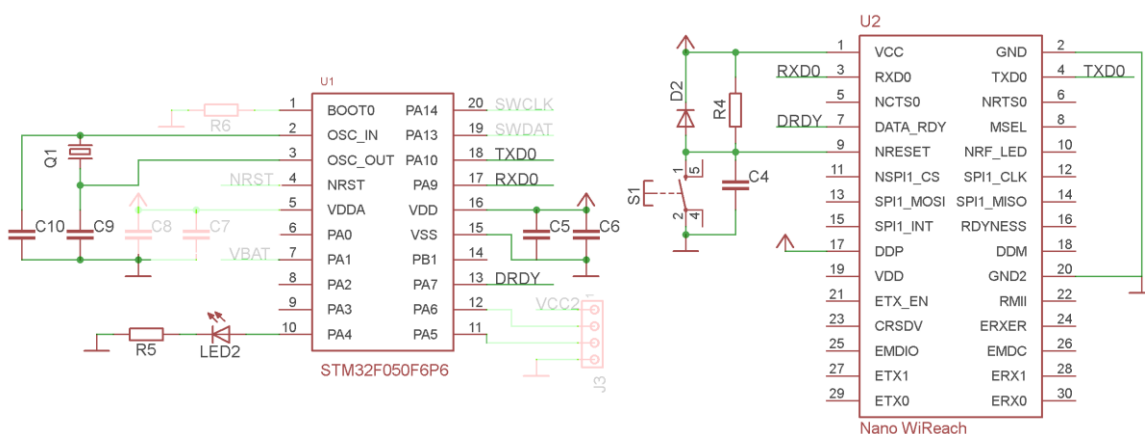 U1
1 BOOT0 PA14 20 SWCLK
R6
2 OSC_IN PA13 19 SWDAT
Q1
3 OSC_OUT PA10 18 TXD0
NRST 4 NRST PA9 17 RXD0
5 VDDA VDD 16
C10 C9 C8 C7
6 PA0 VSS 15
C5 C6
VBAT 7 PA1 PB1 14
8 PA2 PA7 13 DRDY
9 PA3 PA6 12 VCC2 1
10 PA4 PA5 11
R5 LED2
J3
STM32F050F6P6
U2
1 VCC GND 2
RXD0 3 RXD0 TXD0 4 TXD0
D2 R4
5 NCTS0 NRTS0 6
DRDY 7 DATA_RDY MSEL 8
9 NRESET NRF_LED 10
S1 1 5 2 4 C4
11 NSPI1_CS SPI1_CLK 12
13 SPI1_MOSI SPI1_MISO 14
15 SPI1_INT RDYNESS 16
17 DDP DDM 18
19 VDD GND2 20
21 ETX_EN RMII 22
23 CRSDV ERXER 24
25 EMDIO EMDC 26
27 ETX1 ERX1 28
29 ETX0 ERX0 30
Nano WiReach